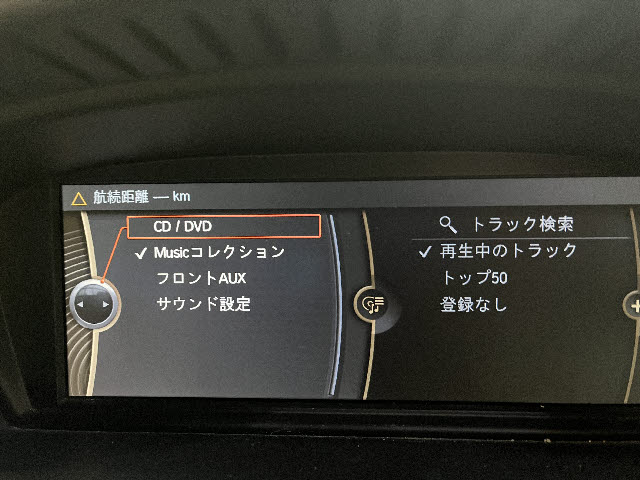 航続距離 — km
CD / DVD
Musicコレクション
フロントAUX
サウンド設定
トラック検索
再生中のトラック
トップ50
登録なし